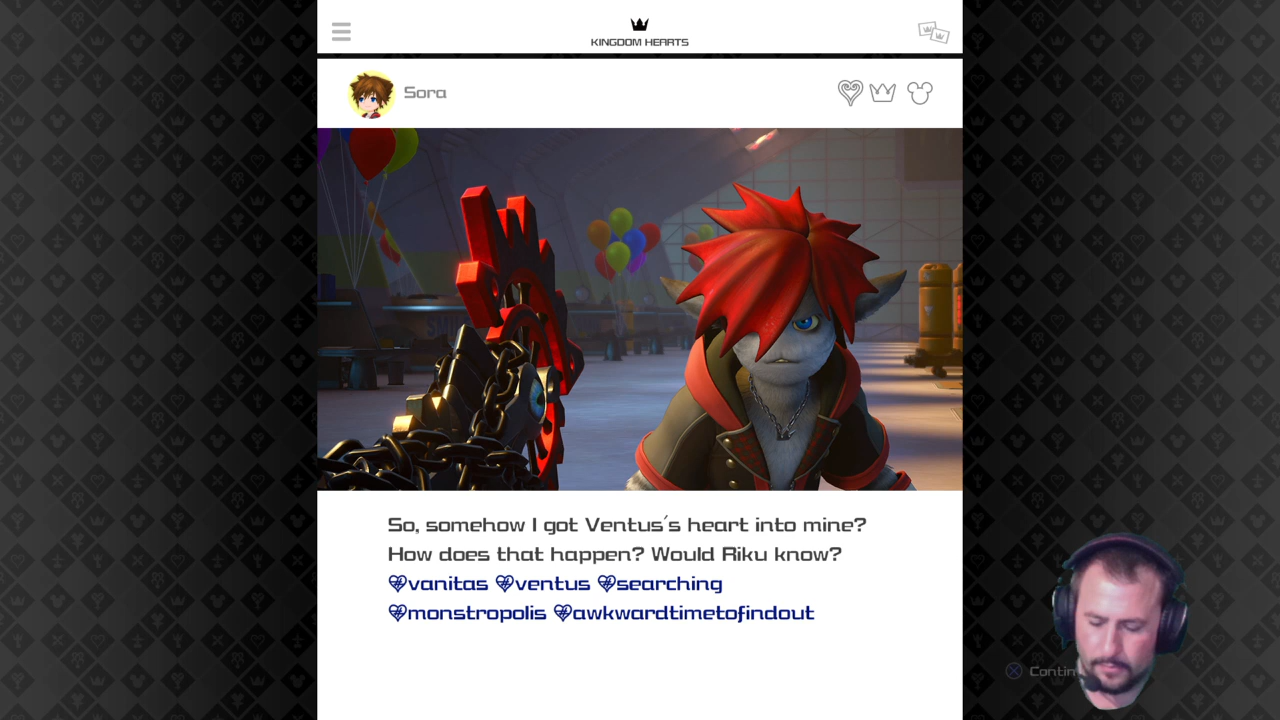 KINGDOM HEARTS
Sora
So, somehow I got Ventus's heart into mine?
How does that happen? Would Riku know?
#vanitas #ventus #searching
#monstropolis #awkwardtimetofindout
Contin